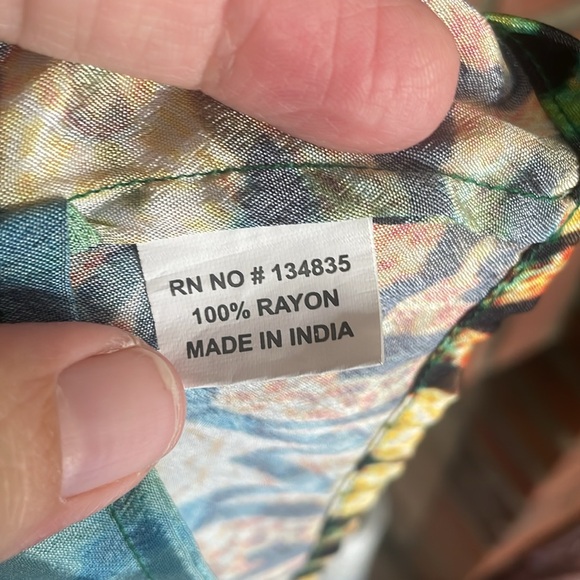 RN NO # 134835
100% RAYON
MADE IN INDIA